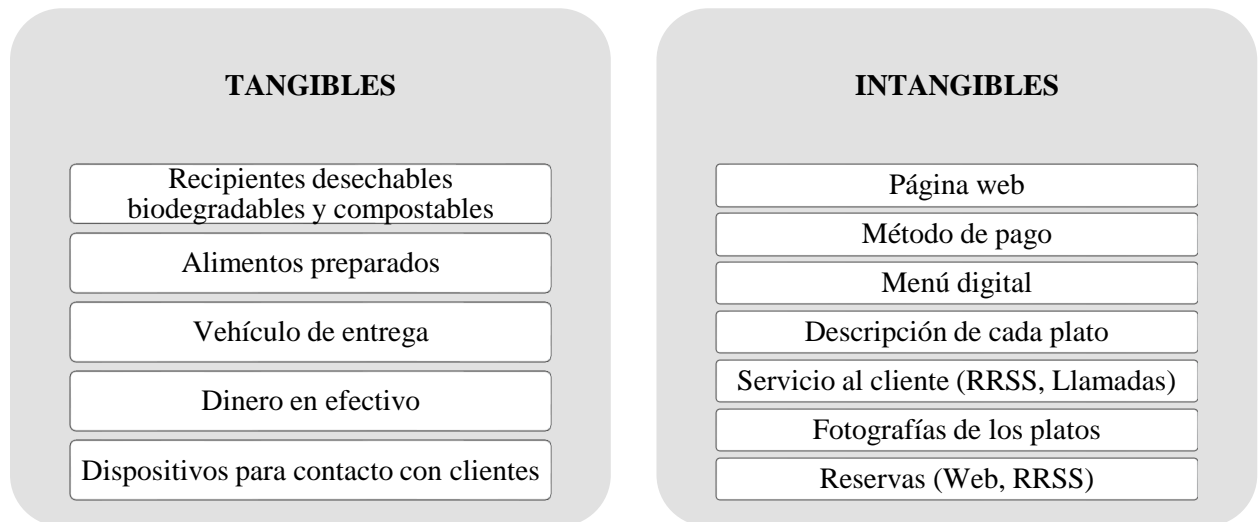 TANGIBLES
Recipientes desechables
biodegradables y compostables
Alimentos preparados
Vehículo de entrega
Dinero en efectivo
Dispositivos para contacto con clientes
INTANGIBLES
Página web
Método de pago
Menú digital
Descripción de cada plato
Servicio al cliente (RRSS, Llamadas)
Fotografías de los platos
Reservas (Web, RRSS)